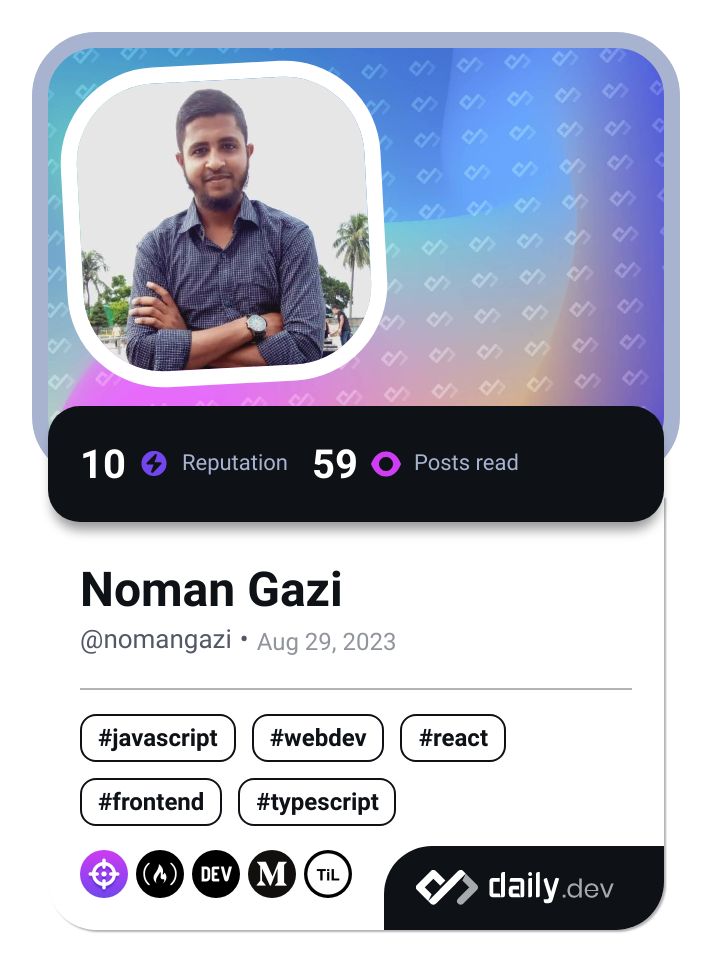 10 Reputation 59 Posts read
Noman Gazi
@nomangazi • Aug 29, 2023
#javascript #webdev #react
#frontend #typescript
DEV M TiL
daily.dev